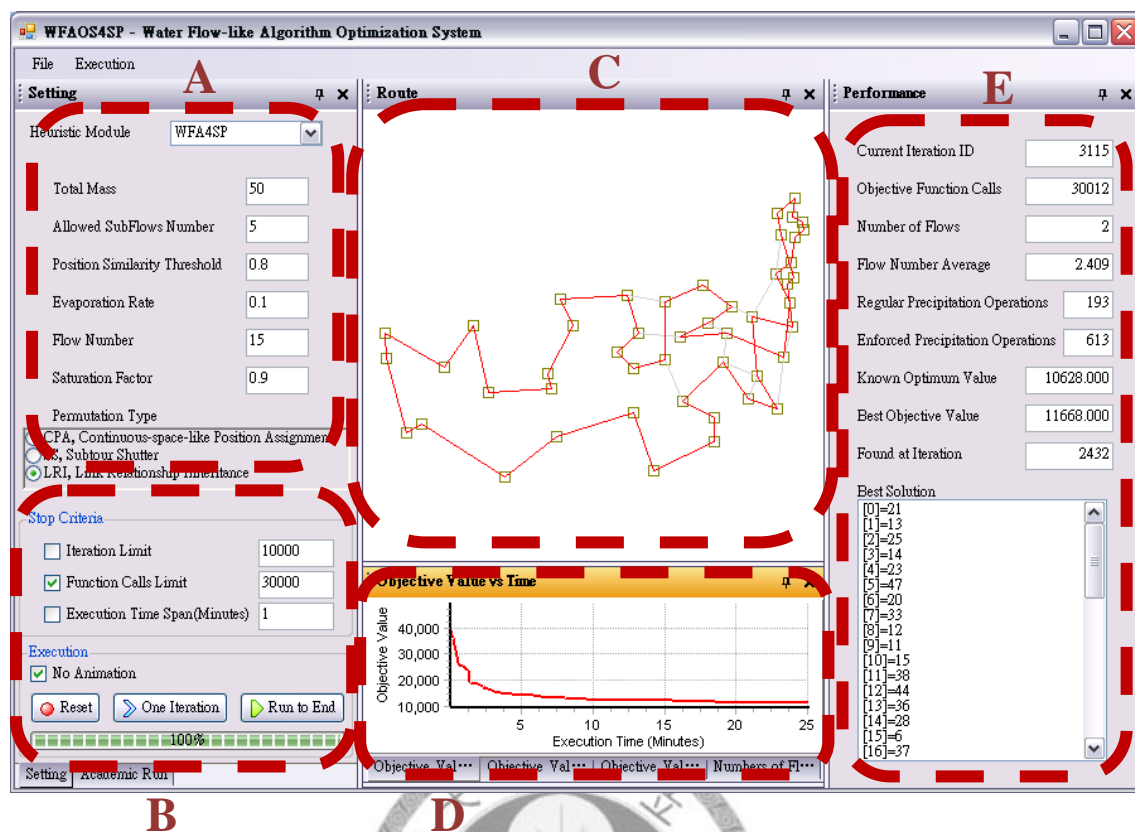 WFAOS4SP - Water Flow-like Algorithm Optimization System
File Execution
A
C
E
Setting
Route
Performance
Heuristic Module WFA4SP
Total Mass 50
Allowed SubFlows Number 5
Position Similarity Threshold 0.8
Evaporation Rate 0.1
Flow Number 15
Saturation Factor 0.9
Permutation Type
CPA, Continuous-space-like Position Assignmen
SS, Subtour Shutter
LRI, Link Relationship Inheritance
Stop Criteria
Iteration Limit 10000
Function Calls Limit 30000
Execution Time Span(Minutes) 1
Execution
No Animation
Reset One Iteration Run to End
100%
Setting Academic Run
B
Objective Value vs Time
Objective Value
40,000
30,000
20,000
10,000
5 10 15 20 25
Execution Time (Minutes)
Objective Val··· Objective Val··· Objective Val··· Numbers of Fl···
D
Current Iteration ID 3115
Objective Function Calls 30012
Number of Flows 2
Flow Number Average 2.409
Regular Precipitation Operations 193
Enforced Precipitation Operations 613
Known Optimum Value 10628.000
Best Objective Value 11668.000
Found at Iteration 2432
Best Solution
[0]=21
[1]=13
[2]=25
[3]=14
[4]=23
[5]=47
[6]=20
[7]=33
[8]=12
[9]=11
[10]=15
[11]=38
[12]=44
[13]=36
[14]=28
[15]=6
[16]=37